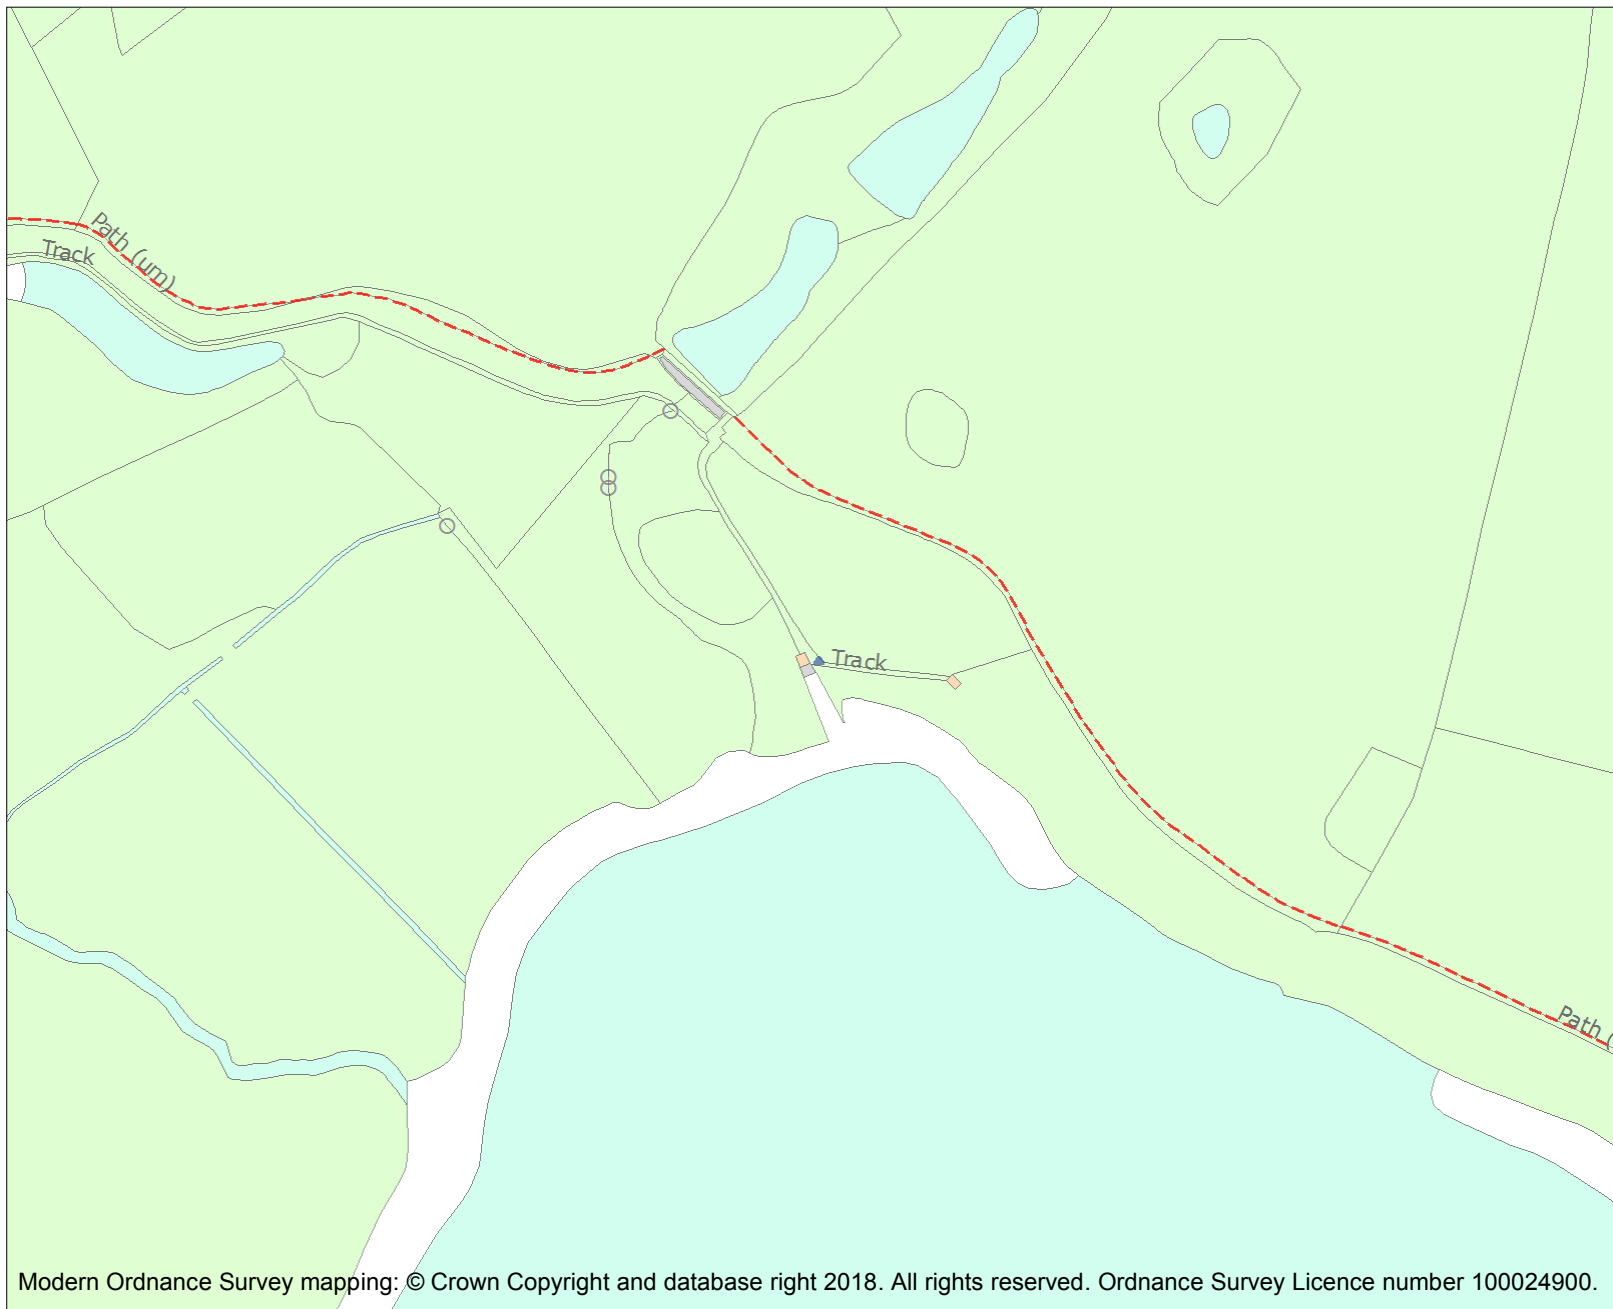 Path (um)
Track
Track
Path (
Modern Ordnance Survey mapping: © Crown Copyright and database right 2018. All rights reserved. Ordnance Survey Licence number 100024900.